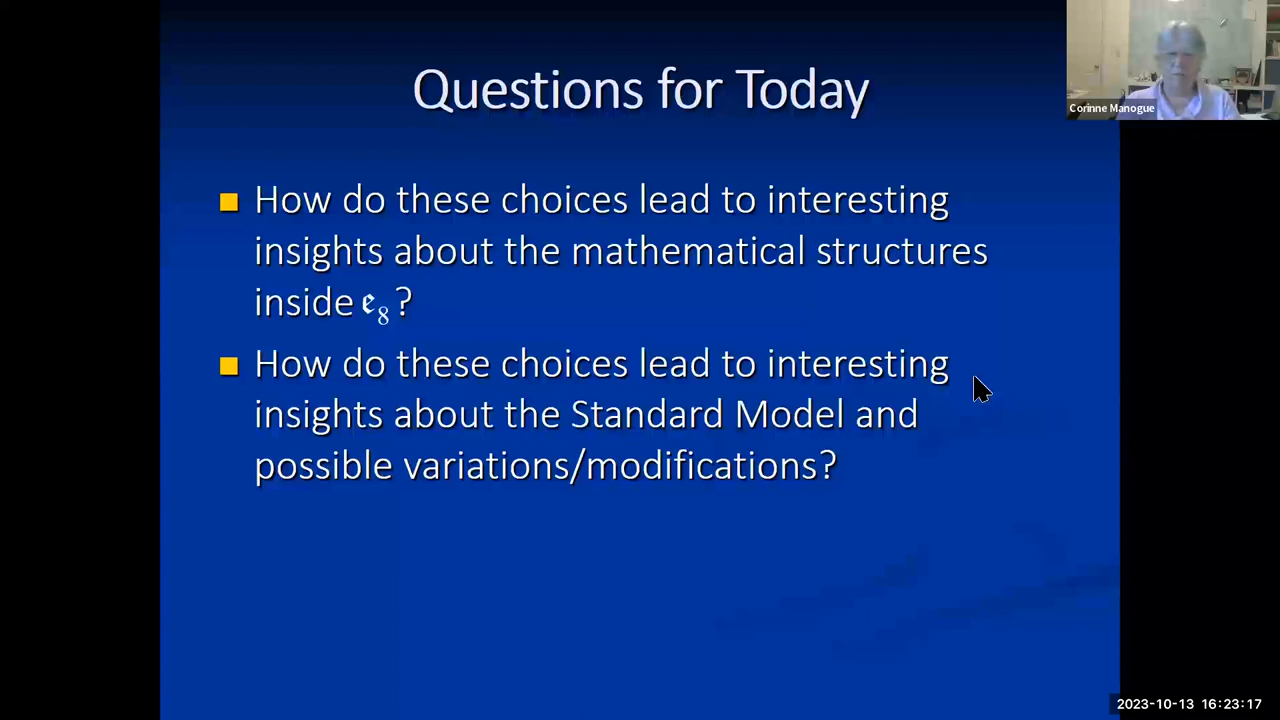 Questions for Today
Corinne Manogue
How do these choices lead to interesting
insights about the mathematical structures
inside 𝔢₈?
How do these choices lead to interesting
insights about the Standard Model and
possible variations/modifications?
2023-10-13 16:23:17